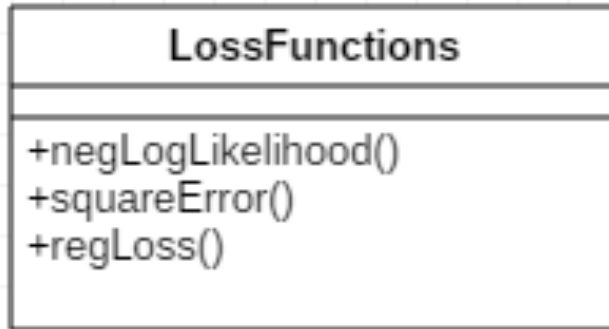 LossFunctions
+negLogLikelihood()
+squareError()
+regLoss()